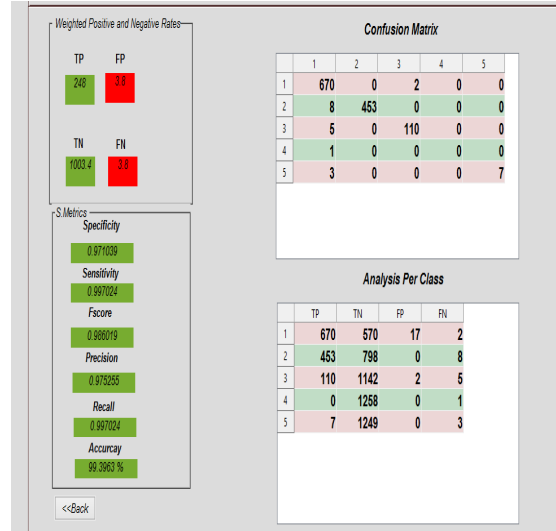 Weighted Positive and Negative Rates
TP FP
248 3.8
TN FN
1003.4 3.8
S.Metrics
Specificity
0.971039
Sensitivity
0.997024
Fscore
0.986019
Precision
0.975255
Recall
0.997024
Accurcay
99.3963 %
<<Back
Confusion Matrix
1 2 3 4 5
1 670 0 2 0 0
2 8 453 0 0 0
3 5 0 110 0 0
4 1 0 0 0 0
5 3 0 0 0 7
Analysis Per Class
TP TN FP FN
1 670 570 17 2
2 453 798 0 8
3 110 1142 2 5
4 0 1258 0 1
5 7 1249 0 3